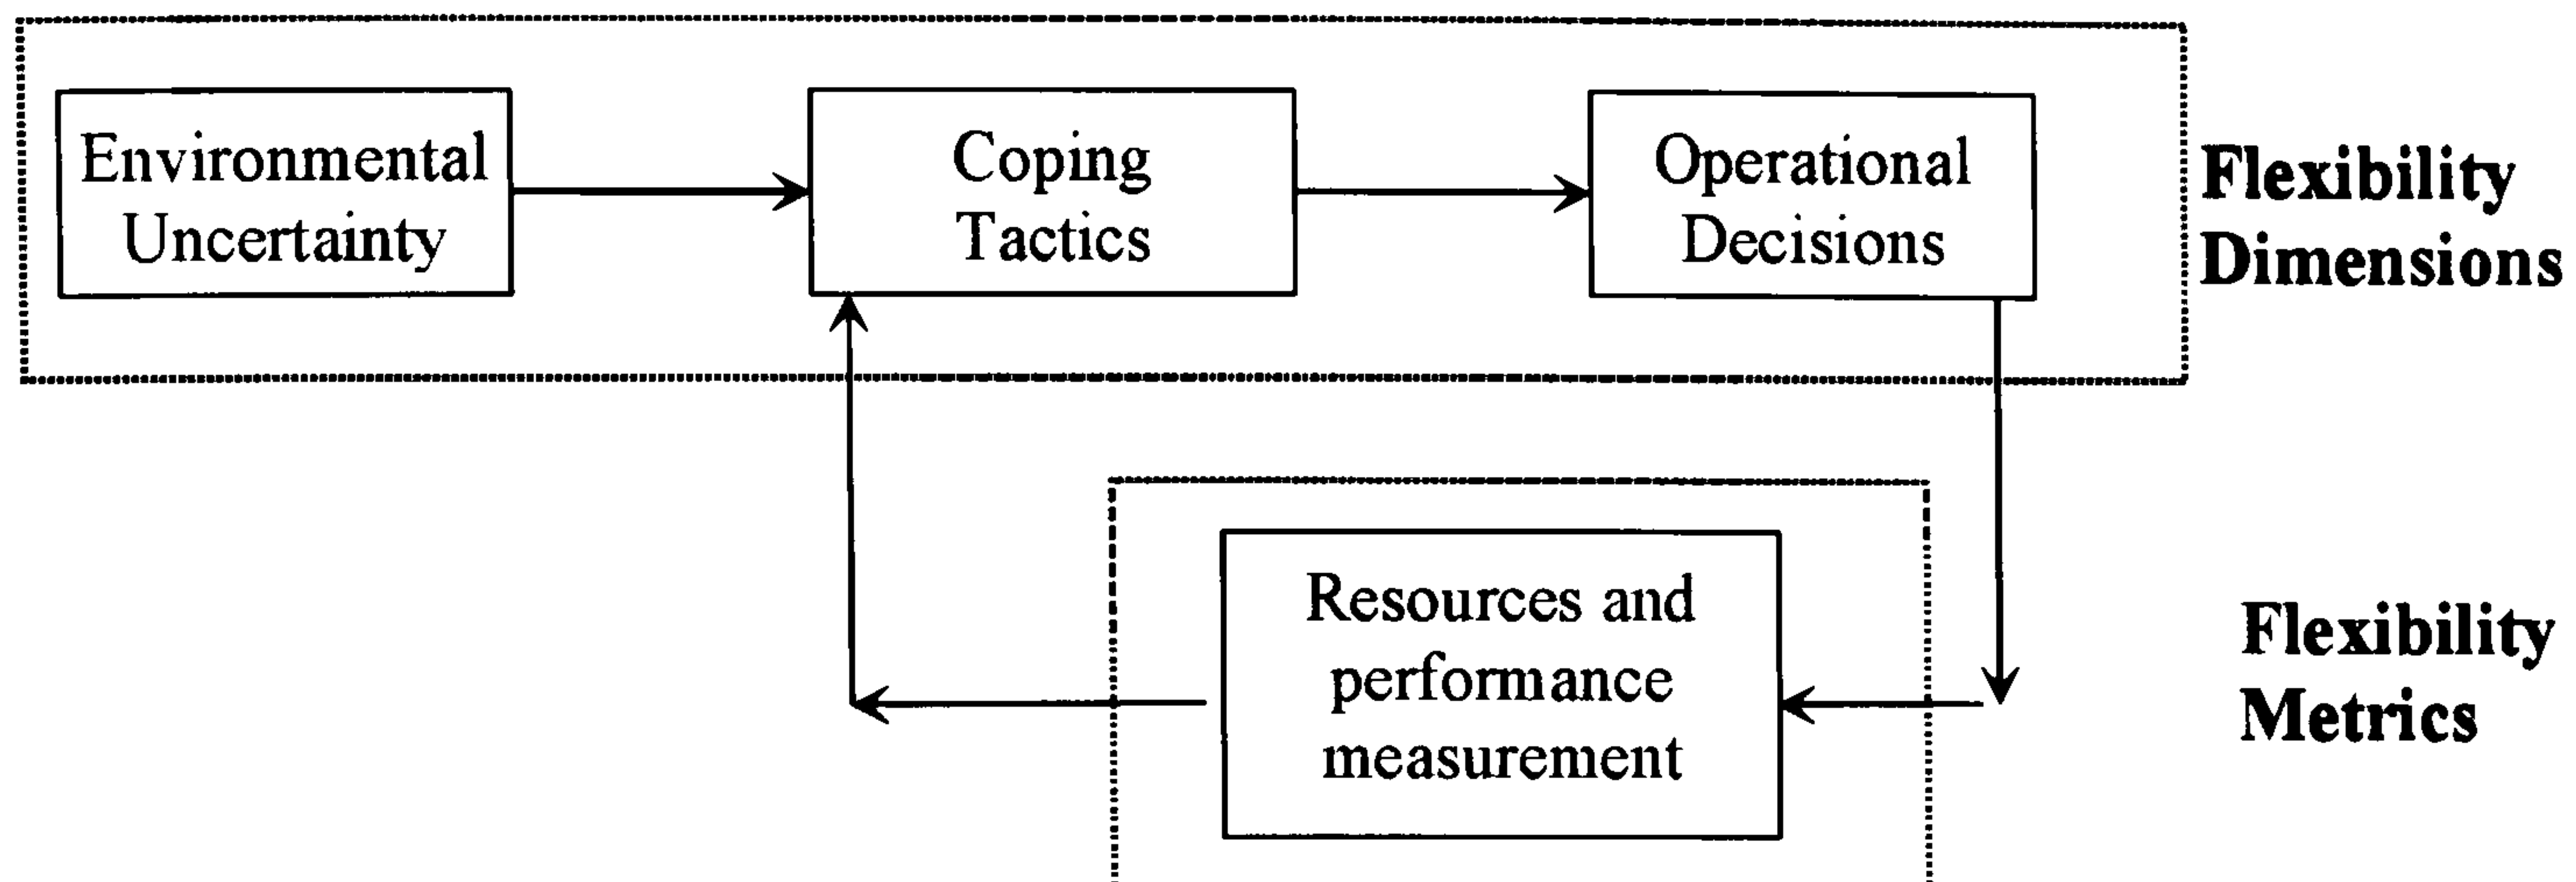 Environmental
Uncertainty
Coping
Tactics
Operational
Decisions
Flexibility
Dimensions
Resources and
performance
measurement
Flexibility
Metrics